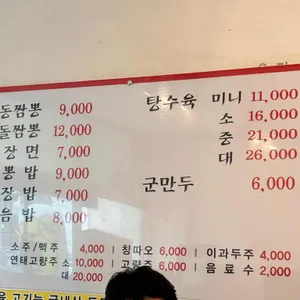 동짬뽕 9,000
돌짬뽕 12,000
장면 7,000
뽕밥 9,000
장밥 7,000
음밥 8,000
탕수육 미니 11,000
소 16,000
중 21,000
대 26,000
군만두 6,000
소주/맥주 4,000 | 칭따오 6,000 | 이과두주 4,000
연태고량주 소 10,000 고량주 6,000 | 음료수 2,000
대 20,000